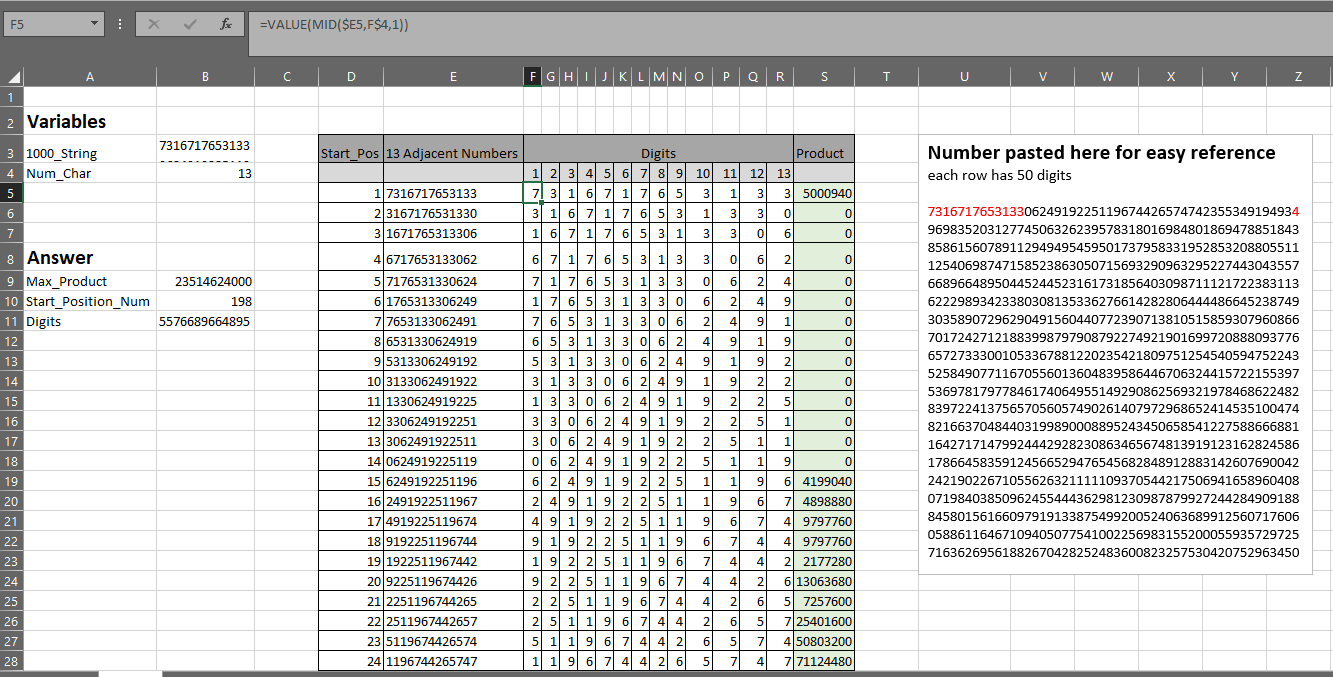 F5 fx =VALUE(MID($E5,F$4,1))
A B C D E F G H I J K L M N O P Q R S T U V W X Y Z
1
2 Variables
3 1000_String 7316717653133 Start_Pos 13 Adjacent Numbers Digits Product
4 Num_Char 13 1 2 3 4 5 6 7 8 9 10 11 12 13
5 1 7316717653133 7 3 1 6 7 1 7 6 5 3 1 3 3 5000940
6 2 3167176531330 3 1 6 7 1 7 6 5 3 1 3 3 0 0
7 3 1671765313306 1 6 7 1 7 6 5 3 1 3 3 0 6 0
8 Answer 4 6717653133062 6 7 1 7 6 5 3 1 3 3 0 6 2 0
9 Max_Product 23514624000 5 7176531330624 7 1 7 6 5 3 1 3 3 0 6 2 4 0
10 Start_Position_Num 198 6 1765313306249 1 7 6 5 3 1 3 3 0 6 2 4 9 0
11 Digits 5576689664895 7 7653133062491 7 6 5 3 1 3 3 0 6 2 4 9 1 0
12 8 6531330624919 6 5 3 1 3 3 0 6 2 4 9 1 9 0
13 9 5313306249192 5 3 1 3 3 0 6 2 4 9 1 9 2 0
14 10 3133062491922 3 1 3 3 0 6 2 4 9 1 9 2 2 0
15 11 1330624919225 1 3 3 0 6 2 4 9 1 9 2 2 5 0
16 12 3306249192251 3 3 0 6 2 4 9 1 9 2 2 5 1 0
17 13 3062491922511 3 0 6 2 4 9 1 9 2 2 5 1 1 0
18 14 0624919225119 0 6 2 4 9 1 9 2 2 5 1 1 9 0
19 15 6249192251196 6 2 4 9 1 9 2 2 5 1 1 9 6 4199040
20 16 2491922511967 2 4 9 1 9 2 2 5 1 1 9 6 7 4898880
21 17 4919225119674 4 9 1 9 2 2 5 1 1 9 6 7 4 9797760
22 18 9192251196744 9 1 9 2 2 5 1 1 9 6 7 4 4 9797760
23 19 1922511967442 1 9 2 2 5 1 1 9 6 7 4 4 2 2177280
24 20 9225119674426 9 2 2 5 1 1 9 6 7 4 4 2 6 13063680
25 21 2251196744265 2 2 5 1 1 9 6 7 4 4 2 6 5 7257600
26 22 2511967442657 2 5 1 1 9 6 7 4 4 2 6 5 7 25401600
27 23 5119674426574 5 1 1 9 6 7 4 4 2 6 5 7 4 50803200
28 24 1196744265747 1 1 9 6 7 4 4 2 6 5 7 4 7 71124480
Number pasted here for easy reference
each row has 50 digits
73167176531330624919225119674426574742355349194934
96983520312774506326239578318016984801869478851843
85861560789112949495459501737958331952853208805511
12540698747158523863050715693290963295227443043557
66896648950445244523161731856403098711121722383113
62229893423380308135336276614282806444486645238749
30358907296290491560440772390713810515859307960866
70172427121883998797908792274921901699720888093776
65727333001053367881220235421809751254540594752243
52584907711670556013604839586446706324415722155397
53697817977846174064955149290862569321978468622482
83972241375657056057490261407972968652414535100474
82166370484403199890008895243450658541227588666881
16427171479924442928230863465674813919123162824586
17866458359124566529476545682848912883142607690042
24219022671055626321111109370544217506941658960408
07198403850962455444362981230987879927244284909188
84580156166097919133875499200524063689912560717606
05886116467109405077541002256983155200055935729725
71636269561882670428252483600823257530420752963450